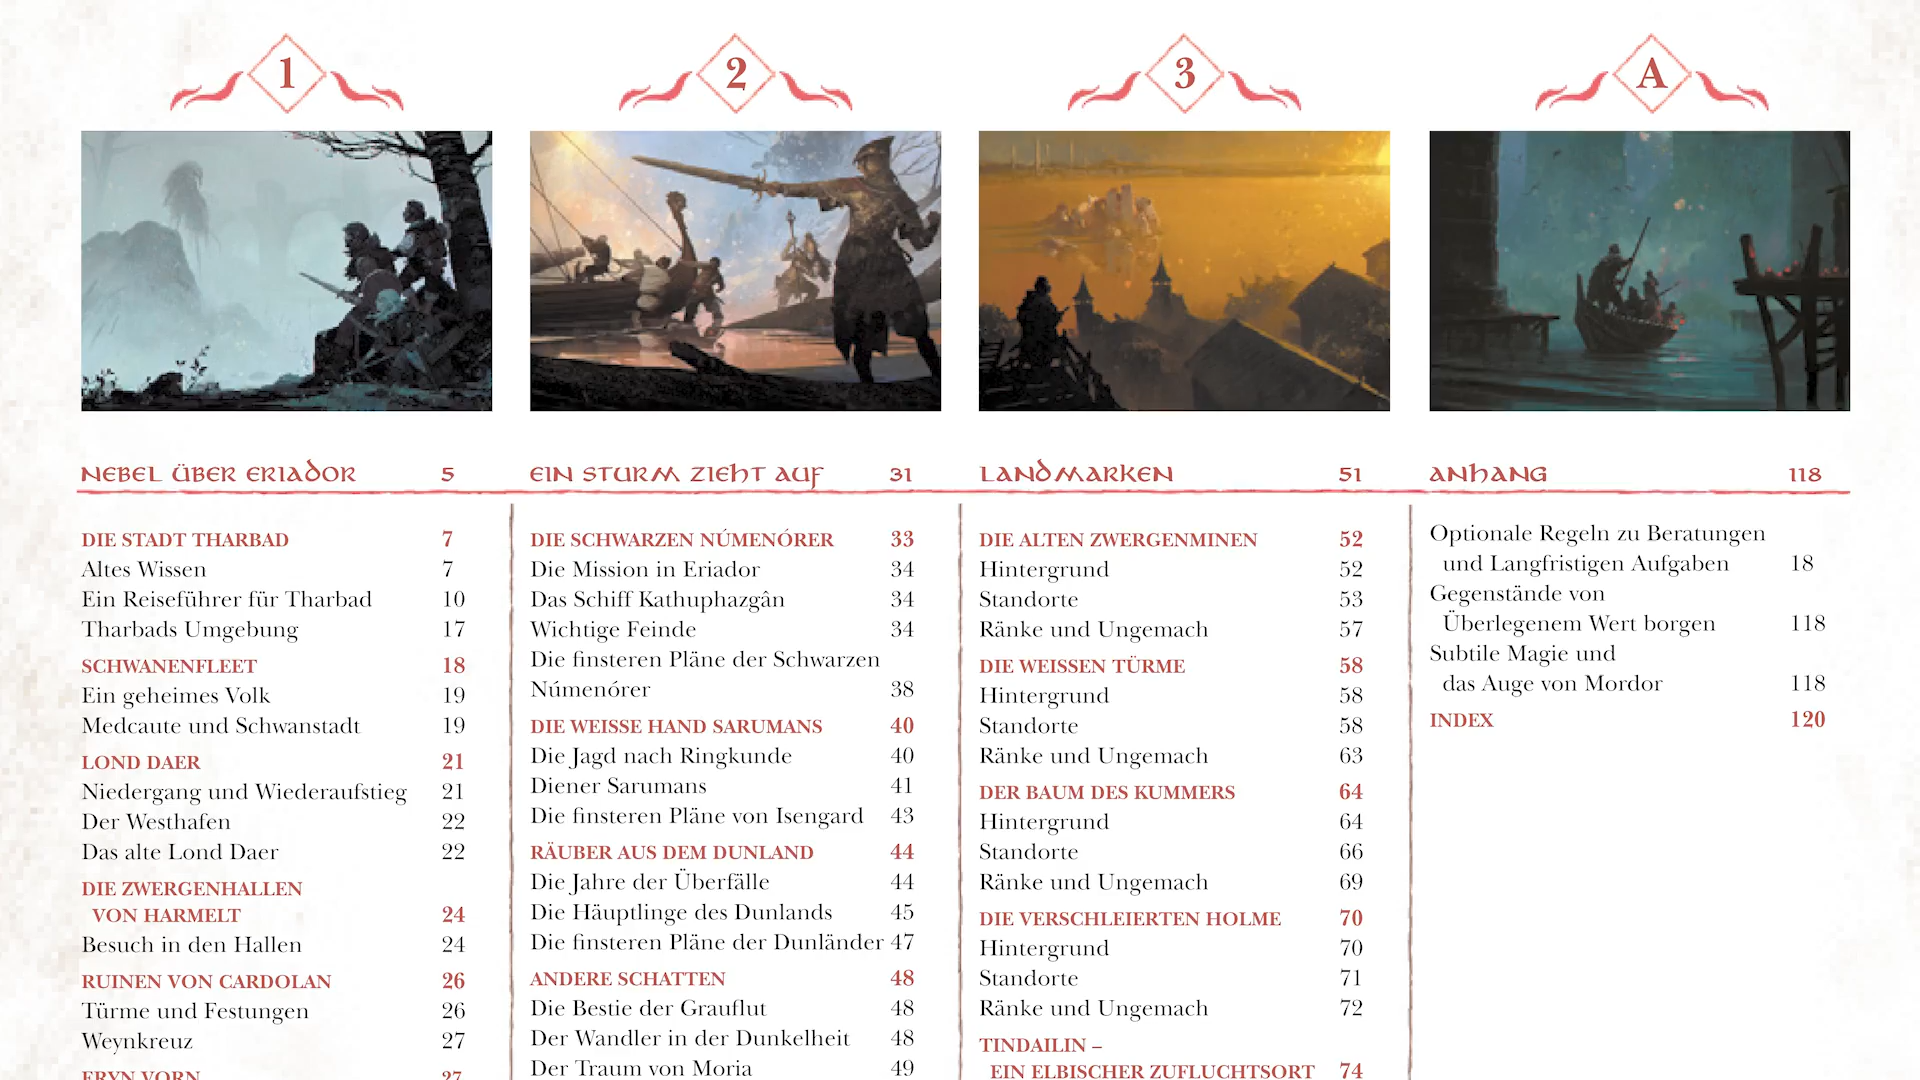 1
NEBEL ÜBER ERIADOR 5
DIE STADT THARBAD 7
Altes Wissen 7
Ein Reiseführer für Tharbad 10
Tharbads Umgebung 17
SCHWANENFLEET 18
Ein geheimes Volk 19
Medcaute und Schwanstadt 19
LOND DAER 21
Niedergang und Wiederaufstieg 21
Der Westhafen 22
Das alte Lond Daer 22
DIE ZWERGENHALLEN
VON HARMELT 24
Besuch in den Hallen 24
RUINEN VON CARDOLAN 26
Türme und Festungen 26
Weynkreuz 27
ERYN VORN 27
2
EIN STURM ZIEHT AUF 31
DIE SCHWARZEN NÚMENÓRER 33
Die Mission in Eriador 34
Das Schiff Kathuphazgân 34
Wichtige Feinde 34
Die finsteren Pläne der Schwarzen
Númenórer 38
DIE WEISSE HAND SARUMANS 40
Die Jagd nach Ringkunde 40
Diener Sarumans 41
Die finsteren Pläne von Isengard 43
RÄUBER AUS DEM DUNLAND 44
Die Jahre der Überfälle 44
Die Häuptlinge des Dunlands 45
Die finsteren Pläne der Dunländer 47
ANDERE SCHATTEN 48
Die Bestie der Grauflut 48
Der Wandler in der Dunkelheit 48
Der Traum von Moria 49
3
LANDMARKEN 51
DIE ALTEN ZWERGENMINEN 52
Hintergrund 52
Standorte 53
Ränke und Ungemach 57
DIE WEISSEN TÜRME 58
Hintergrund 58
Standorte 58
Ränke und Ungemach 63
DER BAUM DES KUMMERS 64
Hintergrund 64
Standorte 66
Ränke und Ungemach 69
DIE VERSCHLEIERTEN HOLME 70
Hintergrund 70
Standorte 71
Ränke und Ungemach 72
TINDAILIN –
EIN ELBISCHER ZUFLUCHTSORT 74
A
ANHANG 118
Optionale Regeln zu Beratungen
und Langfristigen Aufgaben 18
Gegenstände von
Überlegenem Wert borgen 118
Subtile Magie und
das Auge von Mordor 118
INDEX 120